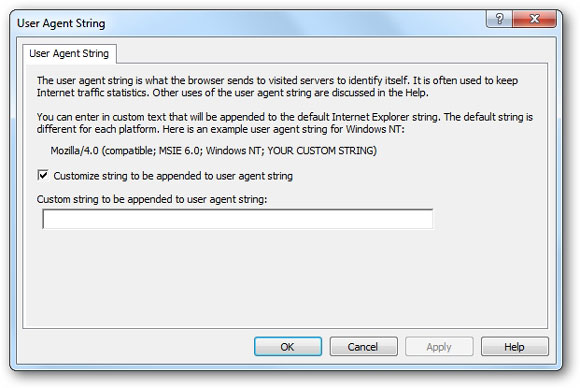 User Agent String
?
User Agent String
The user agent string is what the browser sends to visited servers to identify itself. It is often used to keep
Internet traffic statistics. Other uses of the user agent string are discussed in the Help.
You can enter in custom text that will be appended to the default Internet Explorer string. The default string is
different for each platform. Here is an example user agent string for Windows NT:
Mozilla/4.0 (compatible; MSIE 6.0; Windows NT; YOUR CUSTOM STRING)
Customize string to be appended to user agent string
Custom string to be appended to user agent string:
OK Cancel Apply Help